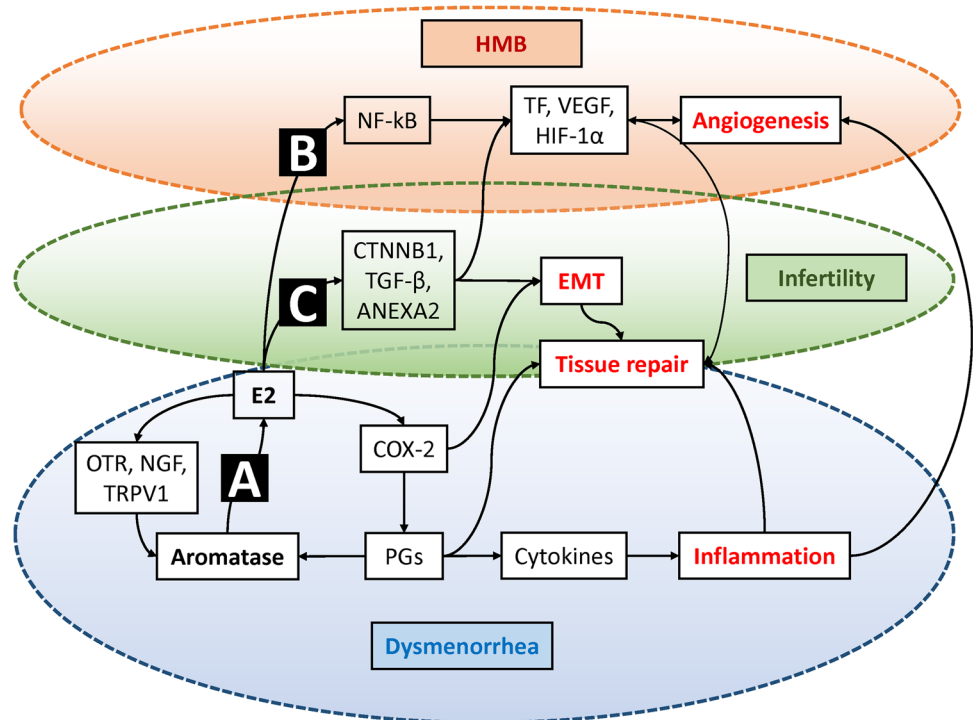 HMB
NF-kB
TF, VEGF,
HIF-1α
Angiogenesis
B
CTNNB1,
TGF-β,
ANEXA2
C
EMT
Infertility
Tissue repair
E2
OTR, NGF,
TRPV1
A
COX-2
Aromatase
PGs
Cytokines
Inflammation
Dysmenorrhea